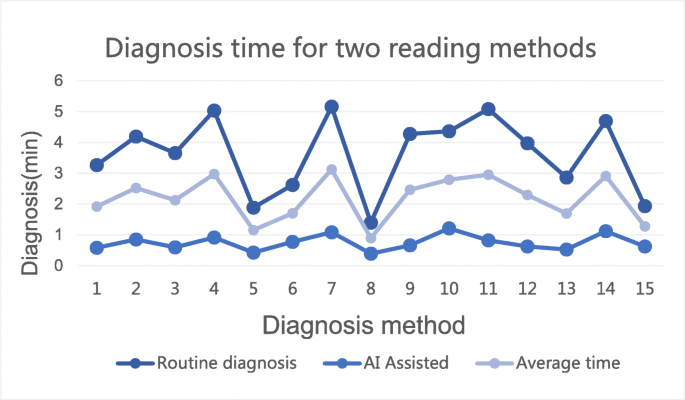 Diagnosis time for two reading methods
6
5
4
3
2
1
0
Diagnosis(min)
1 2 3 4 5 6 7 8 9 10 11 12 13 14 15
Diagnosis method
Routine diagnosis AI Assisted Average time